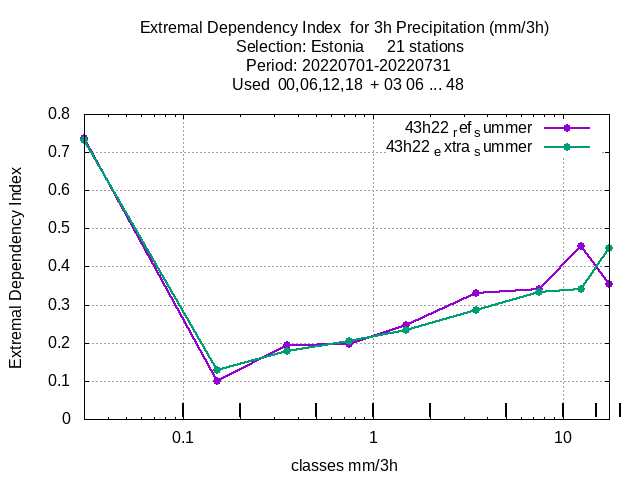 Extremal Dependency Index  for 3h Precipitation (mm/3h)
Selection: Estonia     21 stations
Period: 20220701-20220731
Used  00,06,12,18  + 03 06 ... 48
43h22 ref summer
43h22 extra summer
0.8
0.7
0.6
0.5
0.4
0.3
0.2
0.1
0
Extremal Dependency Index
0.1 1 10
classes mm/3h